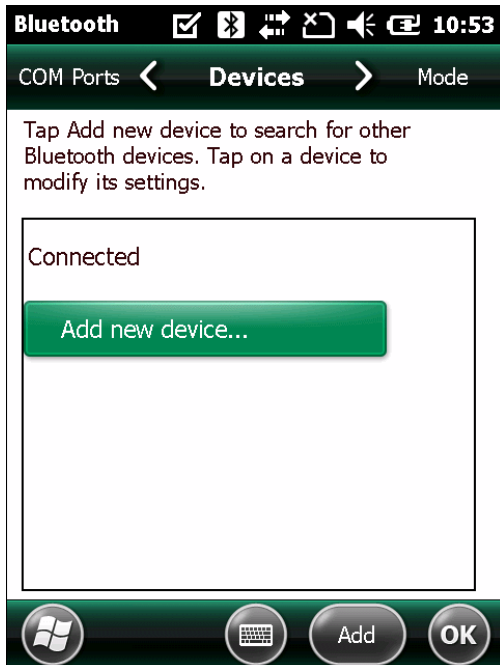 Bluetooth 10:53
COM Ports Devices Mode
Tap Add new device to search for other
Bluetooth devices. Tap on a device to
modify its settings.
Connected
Add new device...
Add OK